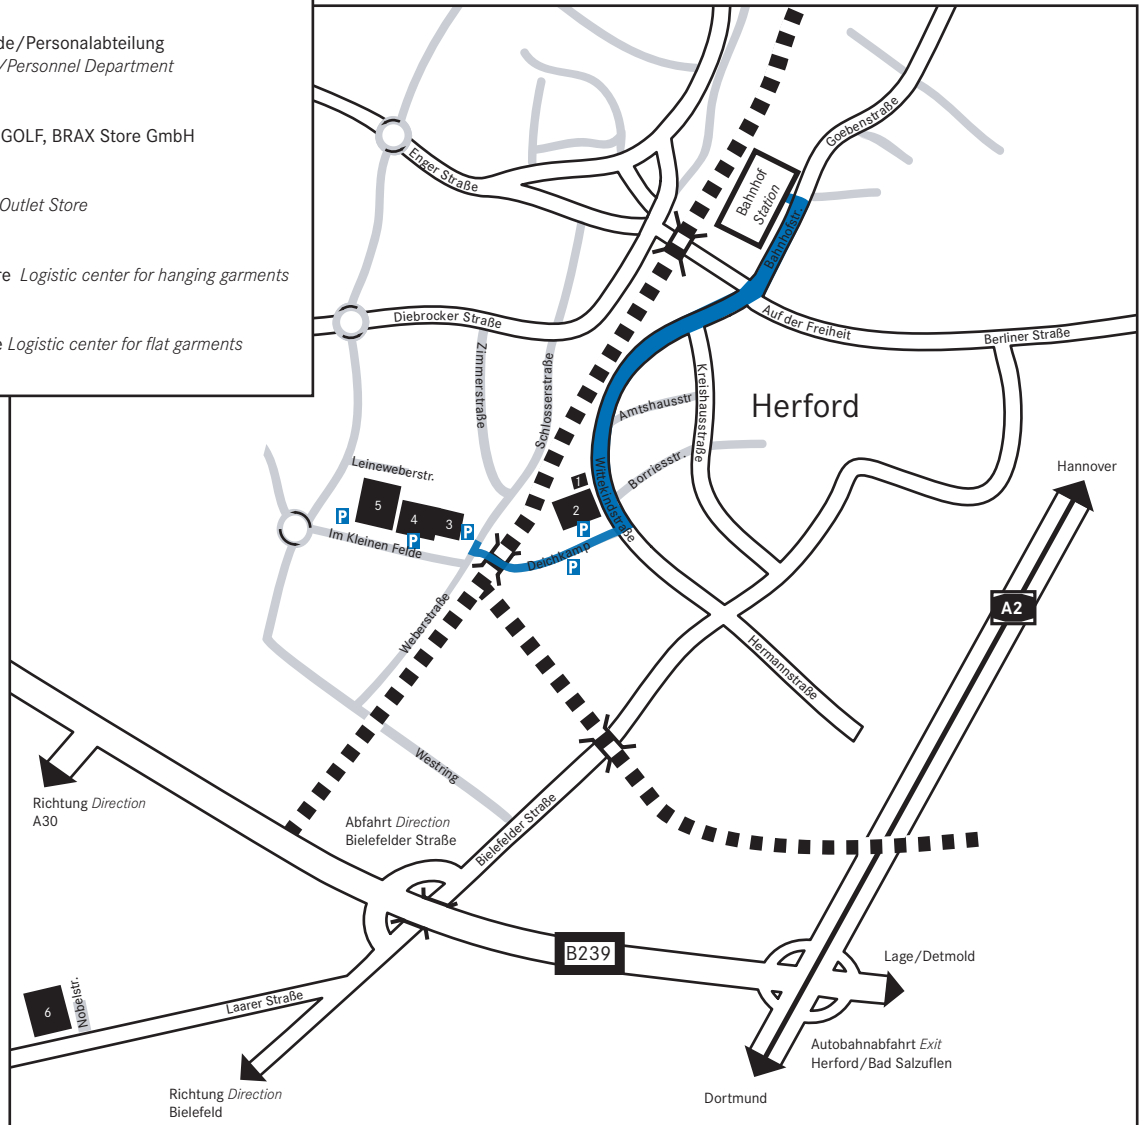 de/Personalabteilung
/Personnel Department
GOLF, BRAX Store GmbH
Outlet Store
Logistic center for hanging garments
Logistic center for flat garments
Goebenstraße
Enger Straße
Bahnhof
Station
Bahnhofstr.
Diebrocker Straße
Auf der Freiheit
Berliner Straße
Zimmerstraße
Schlosserstraße
Kreishausstraße
Amtshausstr.
Herford
Leineweberstr.
Borriesstr.
Wittekindstraße
Hannover
1
2
3
4
5
P
P
P
P
P
Im Kleinen Felde
Deichkamp
Weberstraße
A2
Hermannstraße
Westring
Richtung Direction
A30
Abfahrt Direction
Bielefelder Straße
Bielefelder Straße
B239
Lage/Detmold
6
Nobelstr.
Laarer Straße
Autobahnabfahrt Exit
Herford/Bad Salzuflen
Richtung Direction
Bielefeld
Dortmund